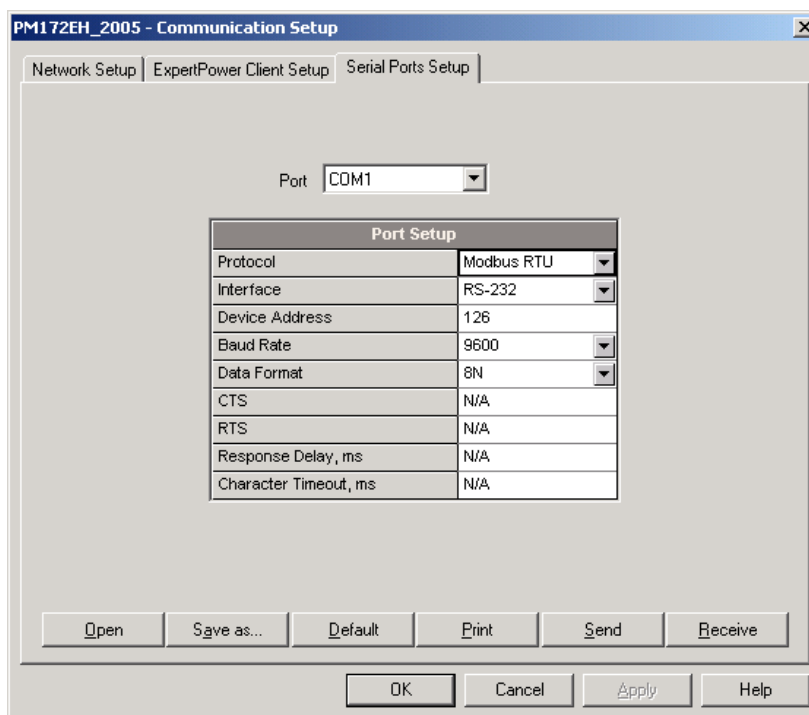 PM172EH_2005 - Communication Setup
Network Setup ExpertPower Client Setup Serial Ports Setup
Port COM1
Port Setup
Protocol Modbus RTU
Interface RS-232
Device Address 126
Baud Rate 9600
Data Format 8N
CTS N/A
RTS N/A
Response Delay, ms N/A
Character Timeout, ms N/A
Open Save as... Default Print Send Receive
OK Cancel Apply Help